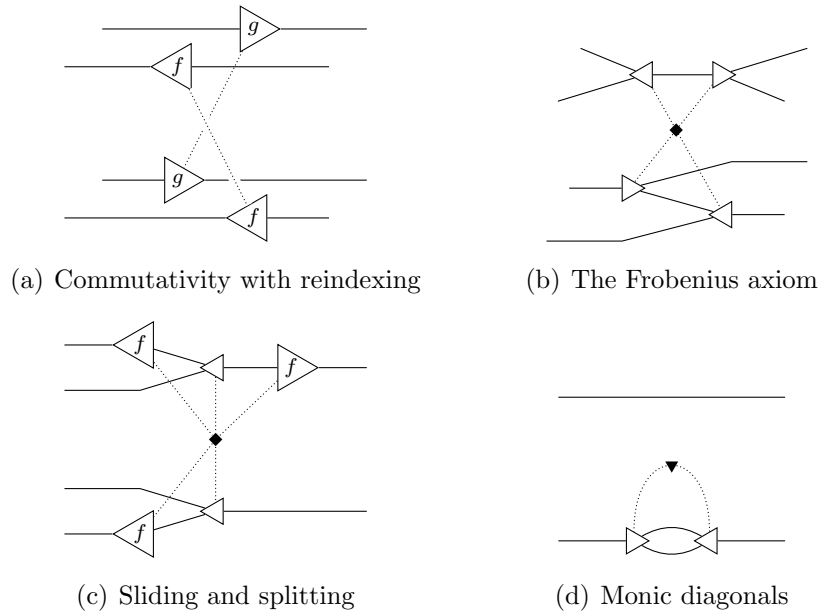 g
f
g
f
(a) Commutativity with reindexing
(b) The Frobenius axiom
f
f
f
(c) Sliding and splitting
(d) Monic diagonals